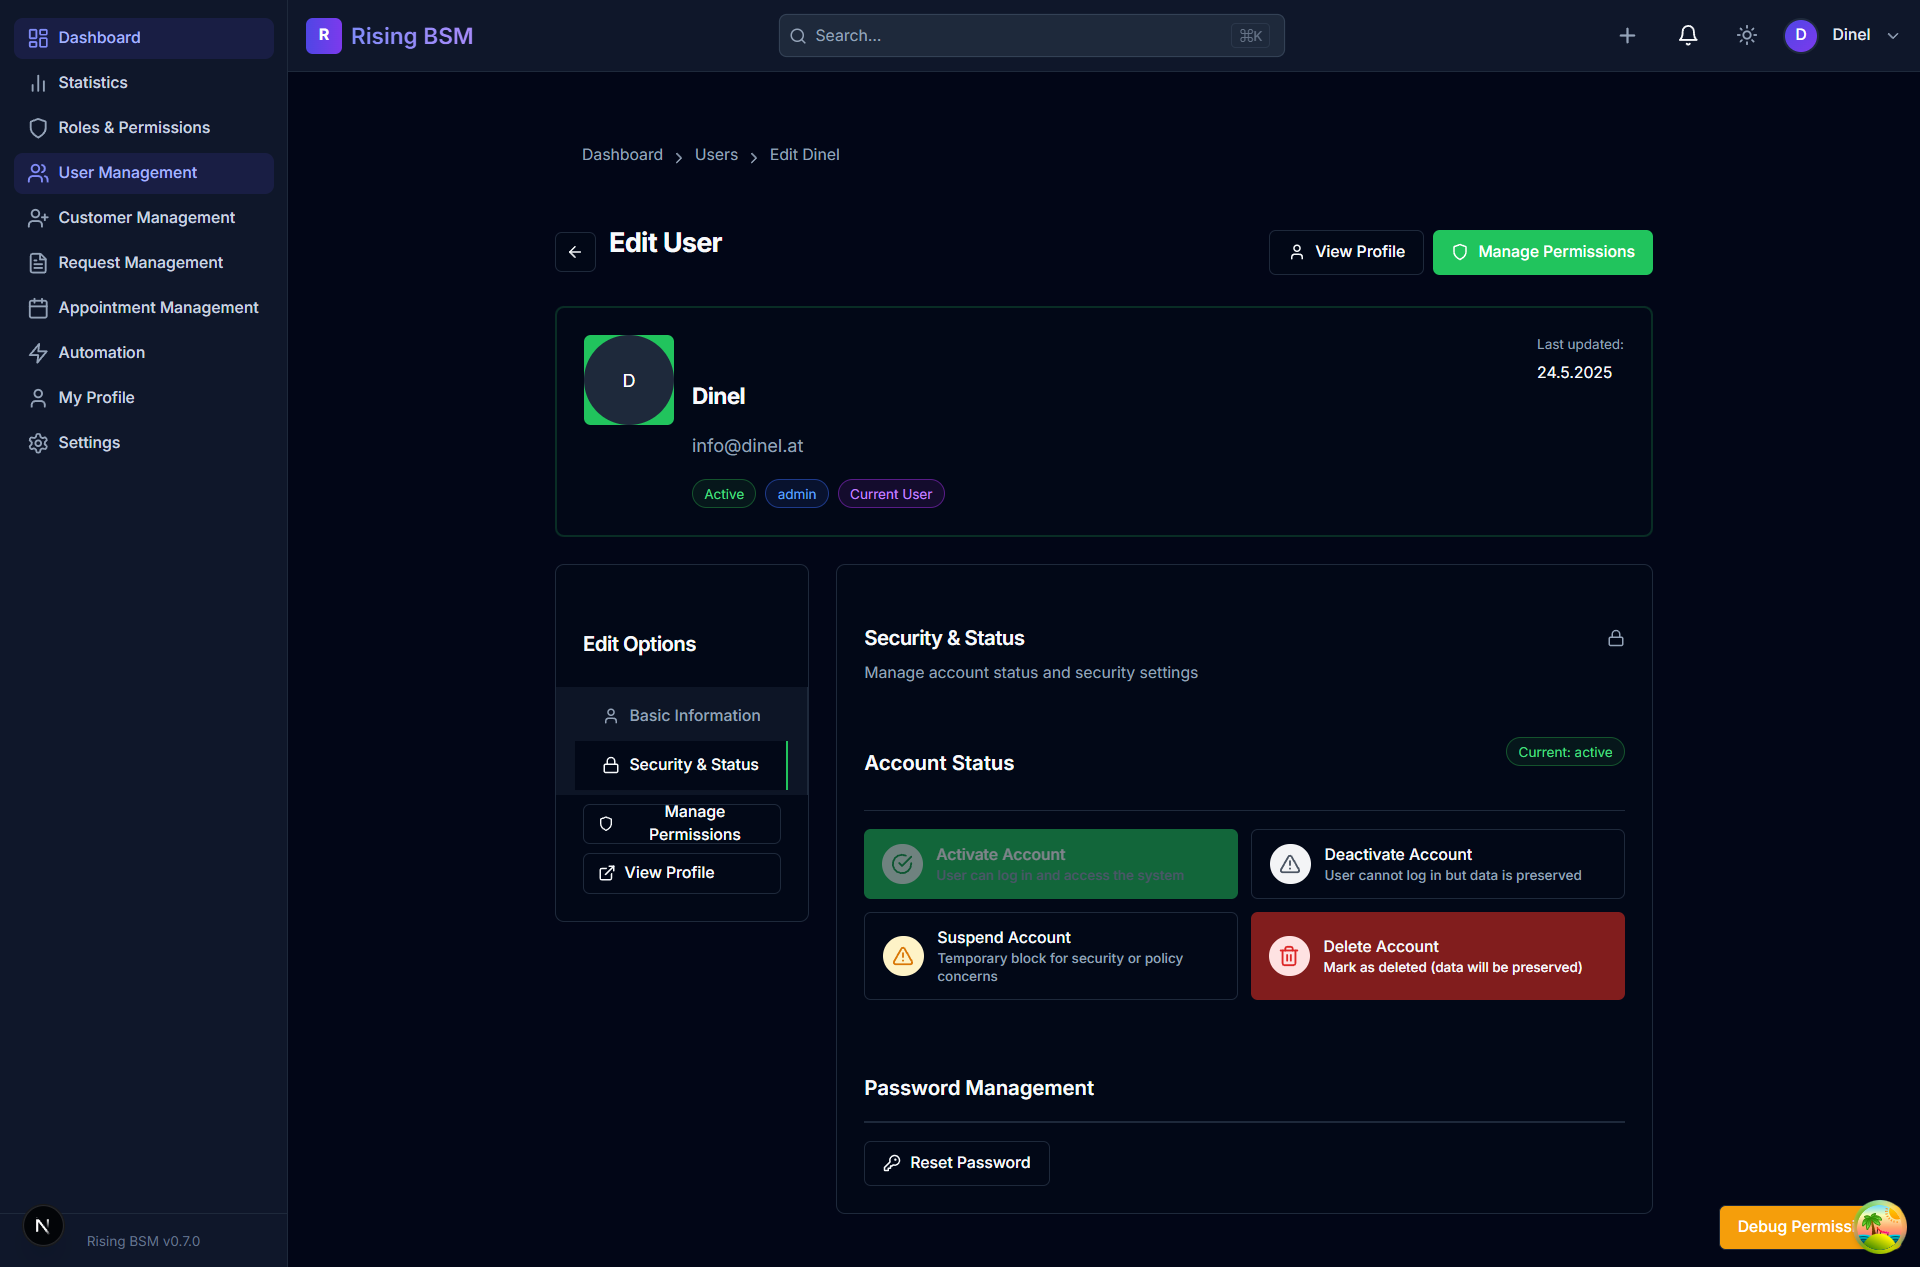 Dashboard
Statistics
Roles & Permissions
User Management
Customer Management
Request Management
Appointment Management
Automation
My Profile
Settings
N
Rising BSM v0.7.0
R Rising BSM
Search... ⌘K
D Dinel
Dashboard > Users > Edit Dinel
Edit User
View Profile
Manage Permissions
D
Dinel
info@dinel.at
Active admin Current User
Last updated:
24.5.2025
Edit Options
Basic Information
Security & Status
Manage
Permissions
View Profile
Security & Status
Manage account status and security settings
Account Status
Current: active
Activate Account
User can log in and access the system
Deactivate Account
User cannot log in but data is preserved
Suspend Account
Temporary block for security or policy
concerns
Delete Account
Mark as deleted (data will be preserved)
Password Management
Reset Password
Debug